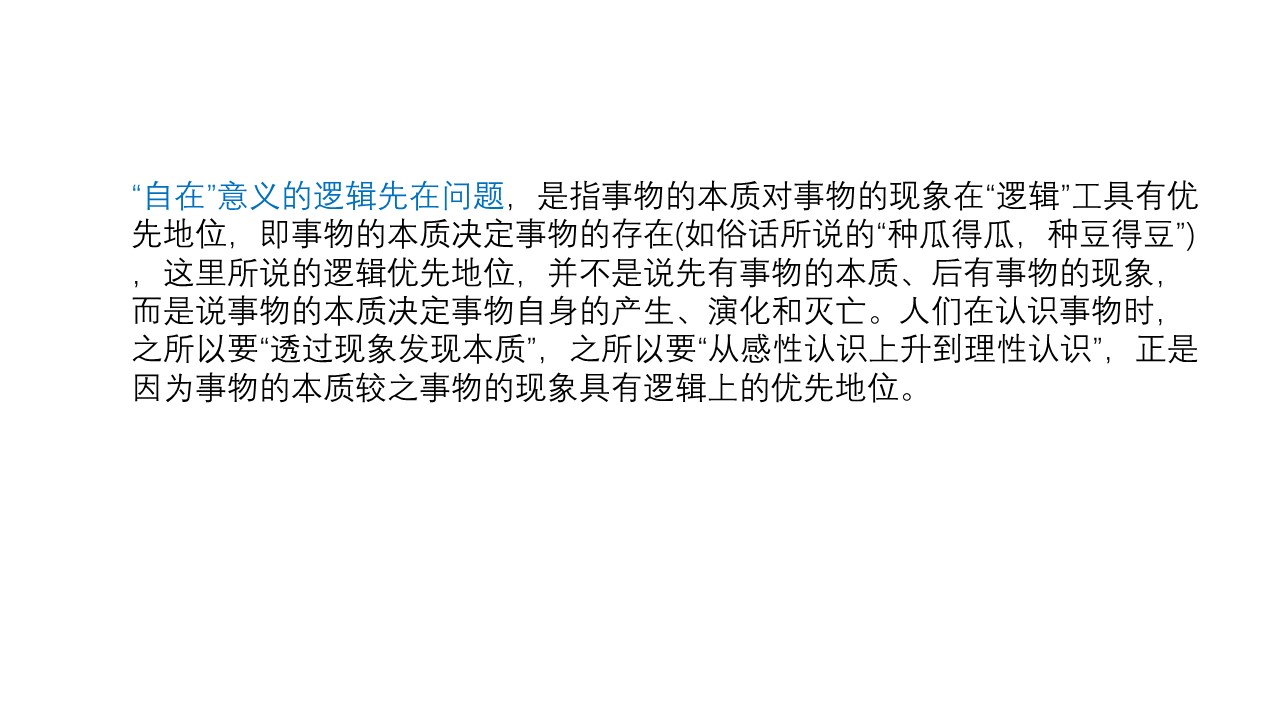 “自在”意义的逻辑先在问题，是指事物的本质对事物的现象在“逻辑”工具有优
先地位，即事物的本质决定事物的存在(如俗话所说的“种瓜得瓜，种豆得豆”)
，这里所说的逻辑优先地位，并不是说先有事物的本质、后有事物的现象，
而是说事物的本质决定事物自身的产生、演化和灭亡。人们在认识事物时，
之所以要“透过现象发现本质”，之所以要“从感性认识上升到理性认识”，正是
因为事物的本质较之事物的现象具有逻辑上的优先地位。